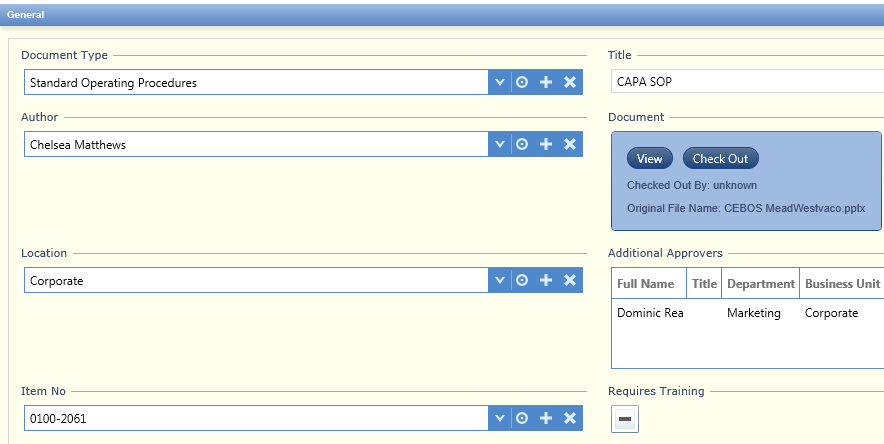 General
Document Type
Standard Operating Procedures
Title
CAPA SOP
Author
Chelsea Matthews
Document
View Check Out
Checked Out By: unknown
Original File Name: CEBOS MeadWestvaco.pptx
Location
Corporate
Additional Approvers
Full Name Title Department Business Unit
Dominic Rea Marketing Corporate
Item No
0100-2061
Requires Training